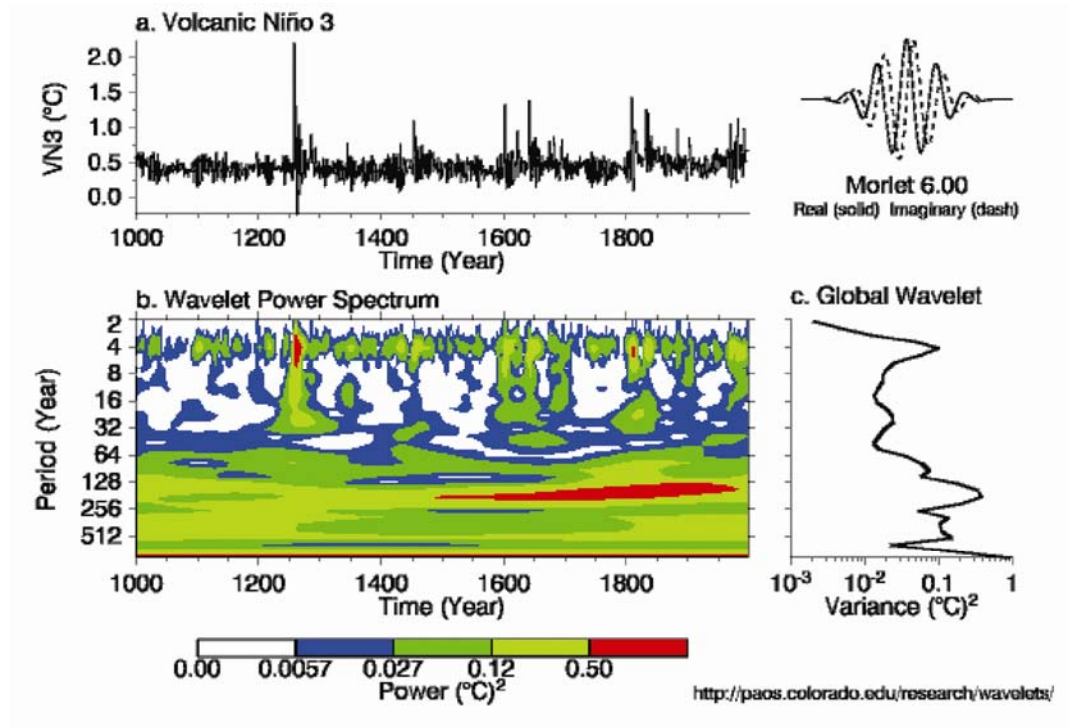 a. Volcanic Niño 3
VN3 (°C)
2.0
1.5
1.0
0.5
0.0
1000 1200 1400 1600 1800
Time (Year)
Morlet 6.00
Real (solid) Imaginary (dash)
b. Wavelet Power Spectrum
Period (Year)
2
4
8
16
32
64
128
256
512
1000 1200 1400 1600 1800
Time (Year)
c. Global Wavelet
10-3 10-2 0.1 1
Variance (°C)2
0.00 0.0057 0.027 0.12 0.50
Power (°C)2
http://paos.colorado.edu/research/wavelets/